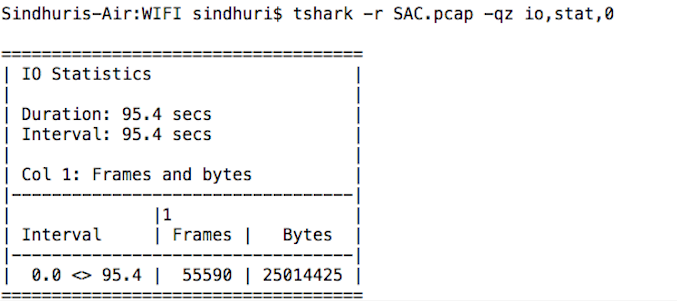 Sindhuris-Air:WIFI sindhuri$ tshark -r SAC.pcap -qz io,stat,0
===================================
| IO Statistics                   |
|                                 |
| Duration: 95.4 secs             |
| Interval: 95.4 secs             |
|                                 |
| Col 1: Frames and bytes         |
|---------------------------------|
|              |1                 |
| Interval     | Frames |   Bytes  |
|---------------------------------|
|  0.0 <> 95.4 |  55590 | 25014425 |
===================================